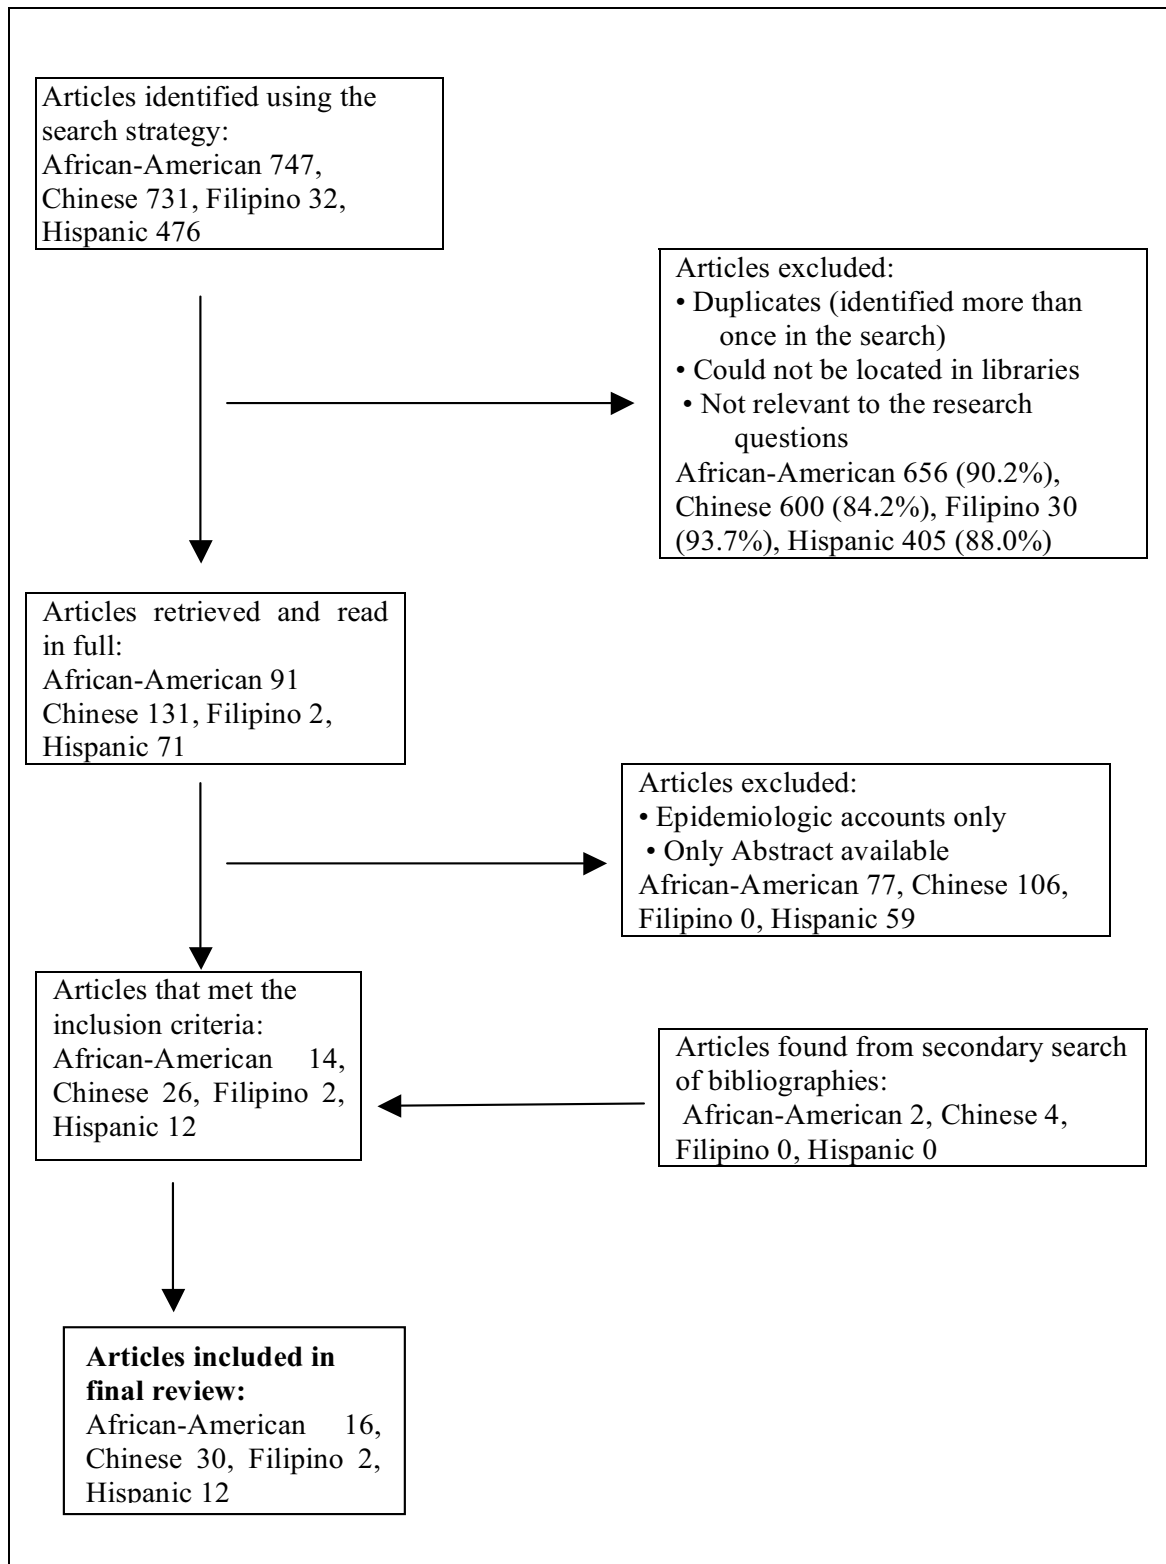 Articles identified using the
search strategy:
African-American 747,
Chinese 731, Filipino 32,
Hispanic 476
Articles excluded:
• Duplicates (identified more than
once in the search)
• Could not be located in libraries
• Not relevant to the research
questions
African-American 656 (90.2%),
Chinese 600 (84.2%), Filipino 30
(93.7%), Hispanic 405 (88.0%)
Articles retrieved and read
in full:
African-American 91
Chinese 131, Filipino 2,
Hispanic 71
Articles excluded:
• Epidemiologic accounts only
• Only Abstract available
African-American 77, Chinese 106,
Filipino 0, Hispanic 59
Articles that met the
inclusion criteria:
African-American 14,
Chinese 26, Filipino 2,
Hispanic 12
Articles found from secondary search
of bibliographies:
African-American 2, Chinese 4,
Filipino 0, Hispanic 0
Articles included in
final review:
African-American 16,
Chinese 30, Filipino 2,
Hispanic 12